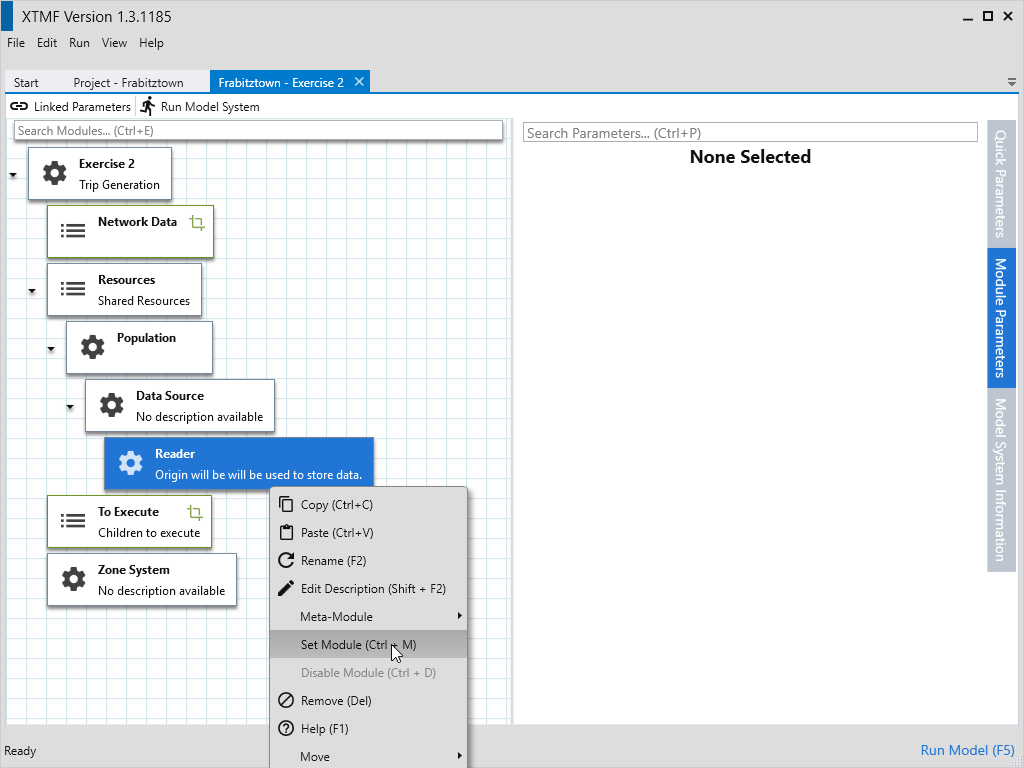 XTMF Version 1.3.1185
File Edit Run View Help
Start Project - Frabitztown Frabitztown - Exercise 2
Linked Parameters Run Model System
Search Modules... (Ctrl+E)
Search Parameters... (Ctrl+P)
None Selected
Exercise 2
Trip Generation
Network Data
Resources
Shared Resources
Population
Data Source
No description available
Reader
Origin will be will be used to store data.
To Execute
Children to execute
Zone System
No description available
Copy (Ctrl+C)
Paste (Ctrl+V)
Rename (F2)
Edit Description (Shift + F2)
Meta-Module
Set Module (Ctrl + M)
Disable Module (Ctrl + D)
Remove (Del)
Help (F1)
Move
Quick Parameters
Module Parameters
Model System Information
Ready
Run Model (F5)